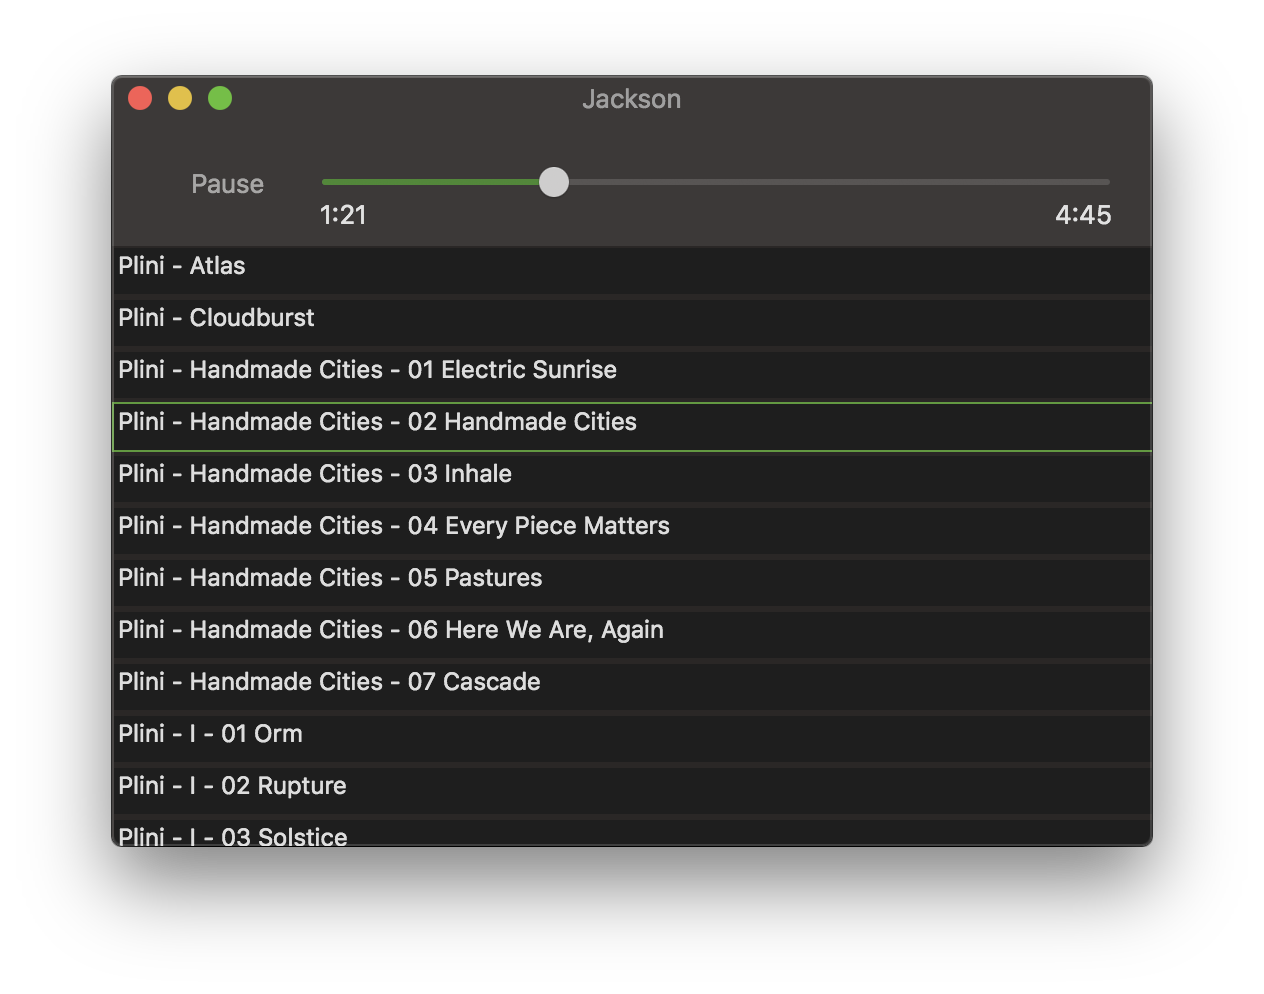 Jackson
Pause
1:21 4:45
Plini - Atlas
Plini - Cloudburst
Plini - Handmade Cities - 01 Electric Sunrise
Plini - Handmade Cities - 02 Handmade Cities
Plini - Handmade Cities - 03 Inhale
Plini - Handmade Cities - 04 Every Piece Matters
Plini - Handmade Cities - 05 Pastures
Plini - Handmade Cities - 06 Here We Are, Again
Plini - Handmade Cities - 07 Cascade
Plini - I - 01 Orm
Plini - I - 02 Rupture
Plini - I - 03 Solstice